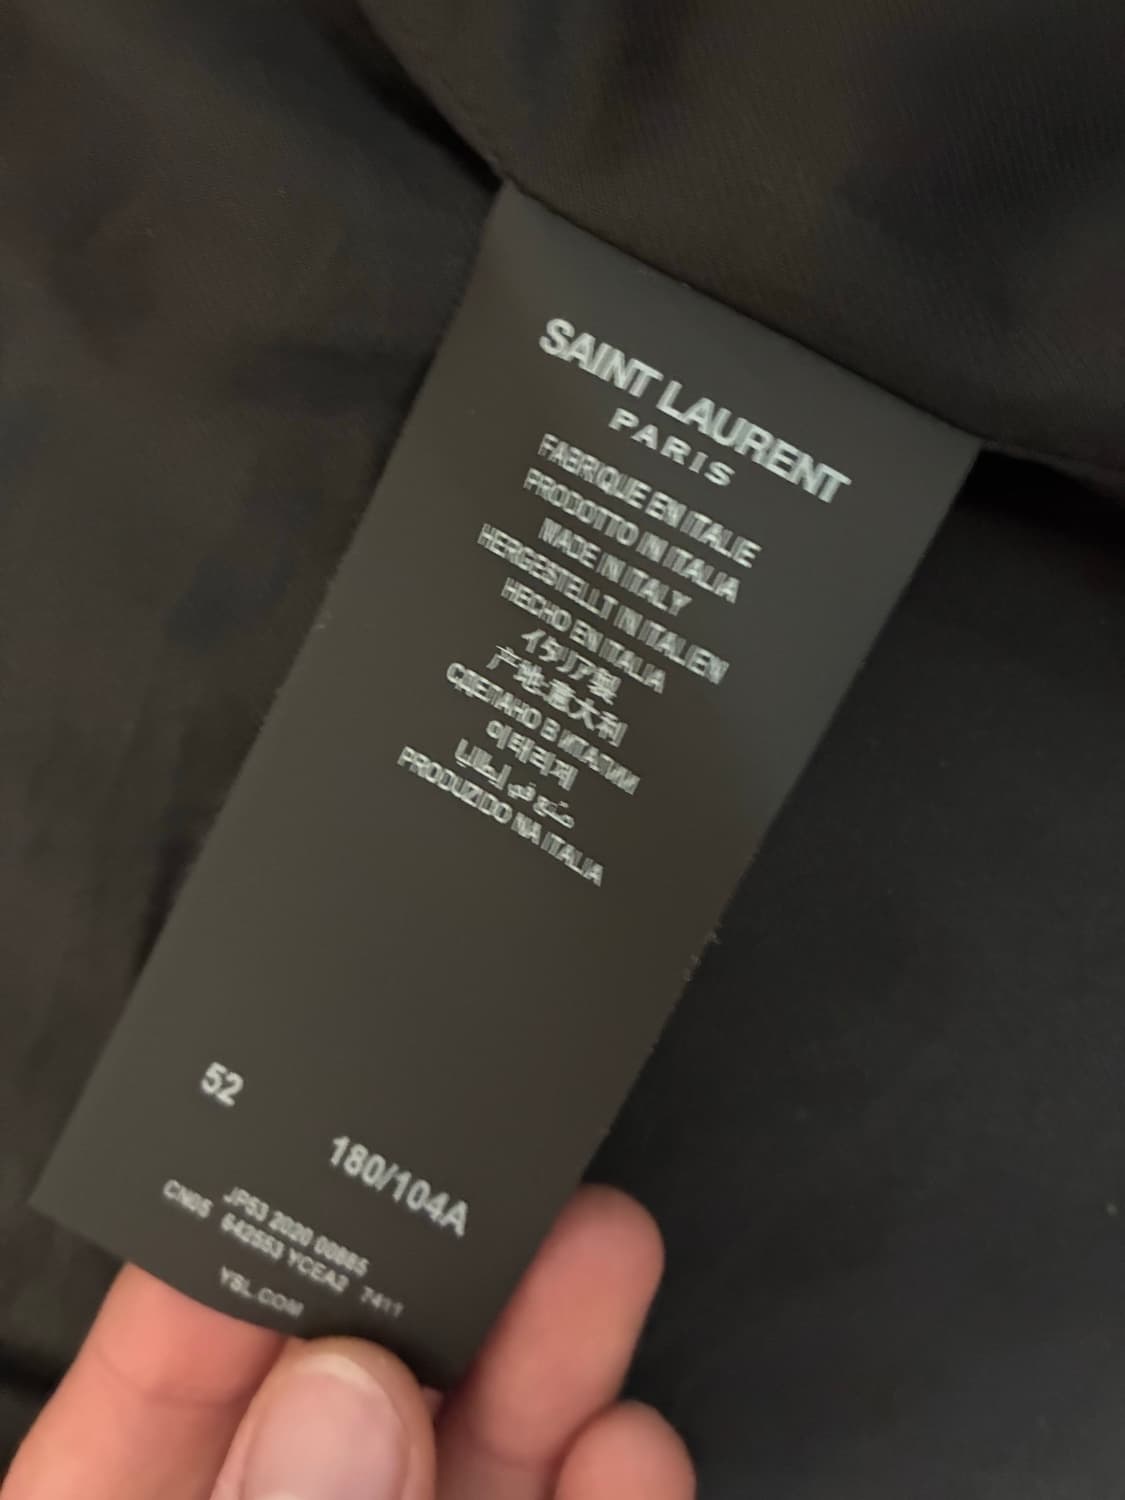 SAINT LAURENT
PARIS
FABRIQUE EN ITALIE
PRODOTTO IN ITALIA
MADE IN ITALY
HERGESTELLT IN ITALIEN
HECHO EN ITALIA
イタリア製
产地:意大利
СДЕЛАНО В ИТАЛИИ
이태리제
صنع في إيطاليا
PRODUZIDO NA ITALIA
52
180/104A
JP53 2020 00885
CN05 642553 YCEA2 7411
YSL.COM